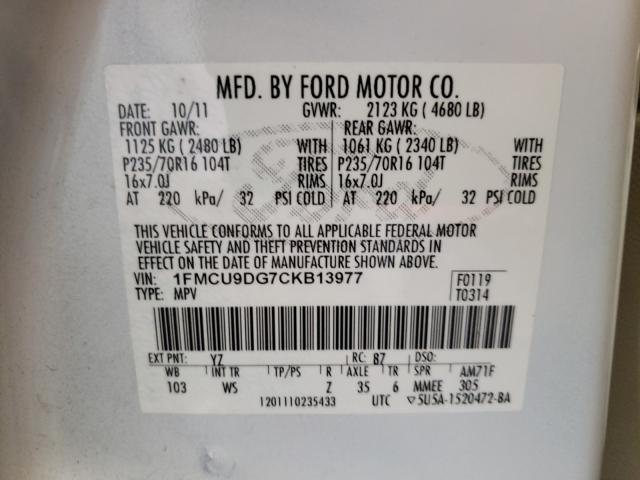 MFD. BY FORD MOTOR CO.
DATE: 10/11 GVWR: 2123 KG ( 4680 LB)
FRONT GAWR: REAR GAWR:
1125 KG ( 2480 LB) WITH 1061 KG ( 2340 LB) WITH
P235/70R16 104T TIRES P235/70R16 104T TIRES
16x7.0J RIMS 16x7.0J RIMS
AT 220 kPa/ 32 PSI COLD AT 220 kPa/ 32 PSI COLD
THIS VEHICLE CONFORMS TO ALL APPLICABLE FEDERAL MOTOR
VEHICLE SAFETY AND THEFT PREVENTION STANDARDS IN
EFFECT ON THE DATE OF MANUFACTURE SHOWN ABOVE.
VIN: 1FMCU9DG7CKB13977 F0119
TYPE: MPV T0314
EXT PNT: YZ RC: 87 DSO:
WB INT TR TP/PS R AXLE TR SPR AM71F
103 WS Z 35 6 MMEE 305
1201110235433 UTC ▽5U5A-1520472-BA